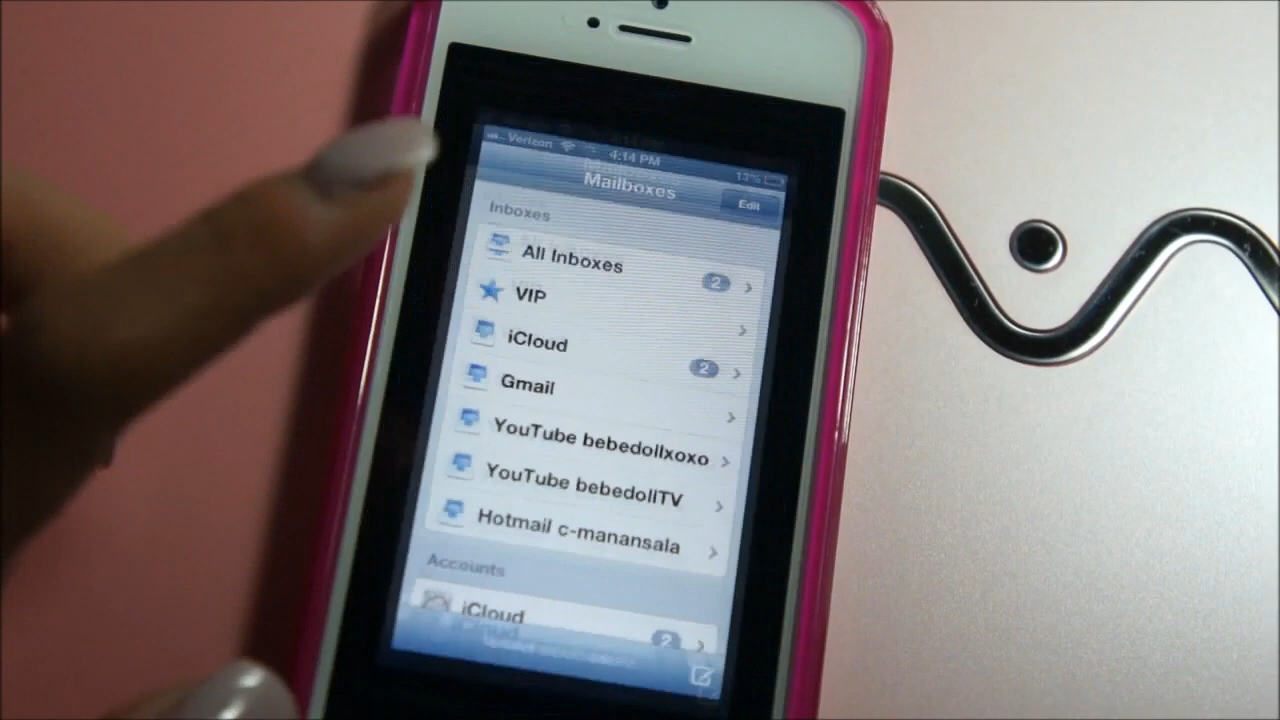 Verizon 4:14 PM 13%
Mailboxes Edit
Inboxes
All Inboxes 2
VIP
iCloud 2
Gmail
YouTube bebedollxoxo
YouTube bebedollTV
Hotmail c-manansala
Accounts
iCloud 2